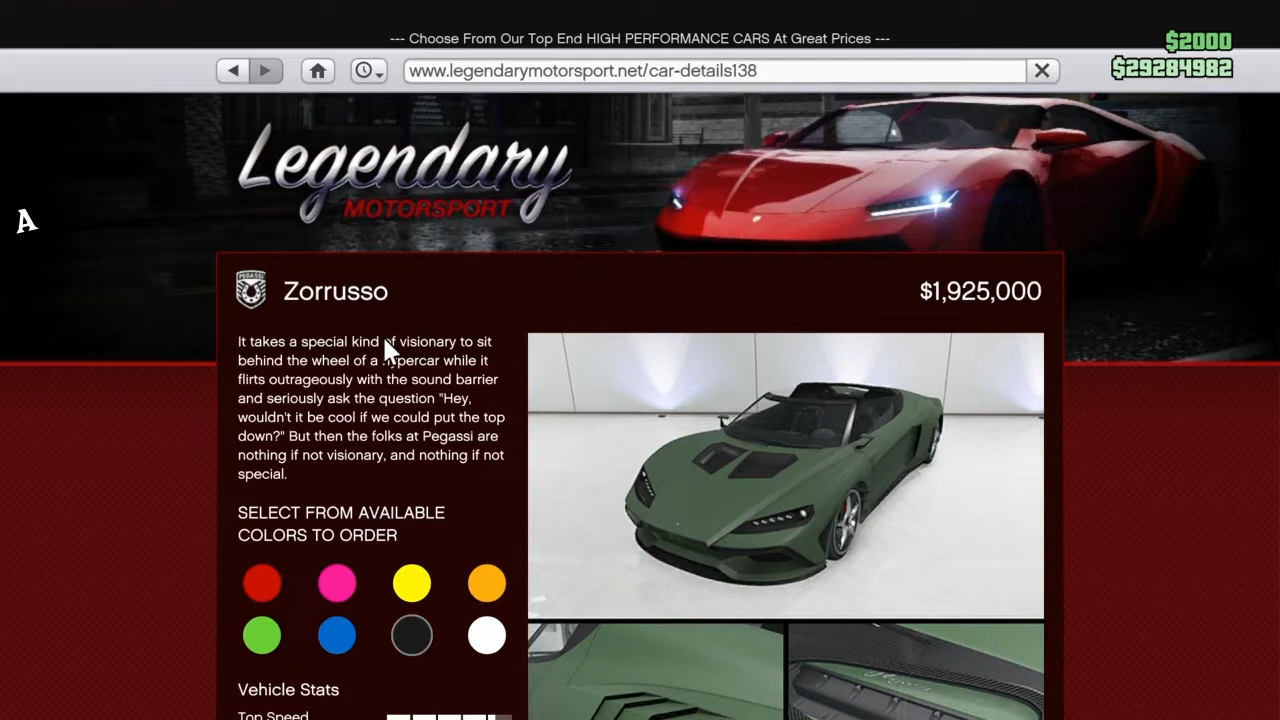 --- Choose From Our Top End HIGH PERFORMANCE CARS At Great Prices ---
$2000
www.legendarymotorsport.net/car-details138
$29284982
Legendary
MOTORSPORT
A
PEGASSI
Zorrusso
$1,925,000
It takes a special kind of visionary to sit
behind the wheel of a hypercar while it
flirts outrageously with the sound barrier
and seriously ask the question "Hey,
wouldn't it be cool if we could put the top
down?" But then the folks at Pegassi are
nothing if not visionary, and nothing if not
special.
SELECT FROM AVAILABLE
COLORS TO ORDER
Vehicle Stats
Top Speed